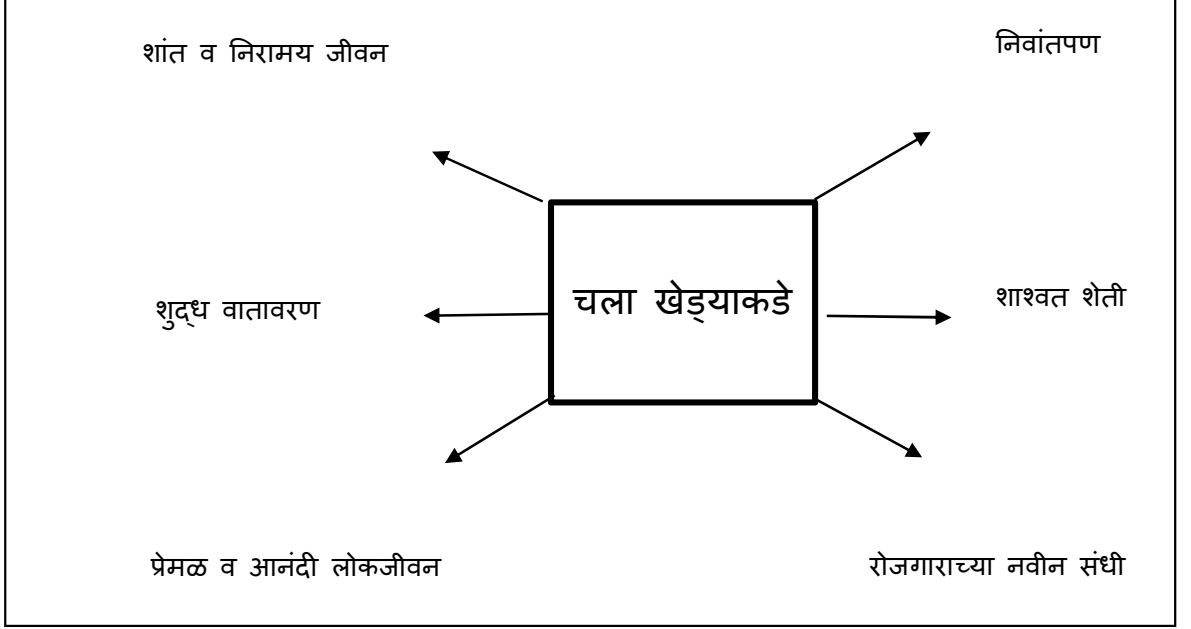 शांत व निरामय जीवन
निवांतपण
चला खेड्याकडे
शुद्ध वातावरण
शाश्वत शेती
प्रेमळ व आनंदी लोकजीवन
रोजगाराच्या नवीन संधी